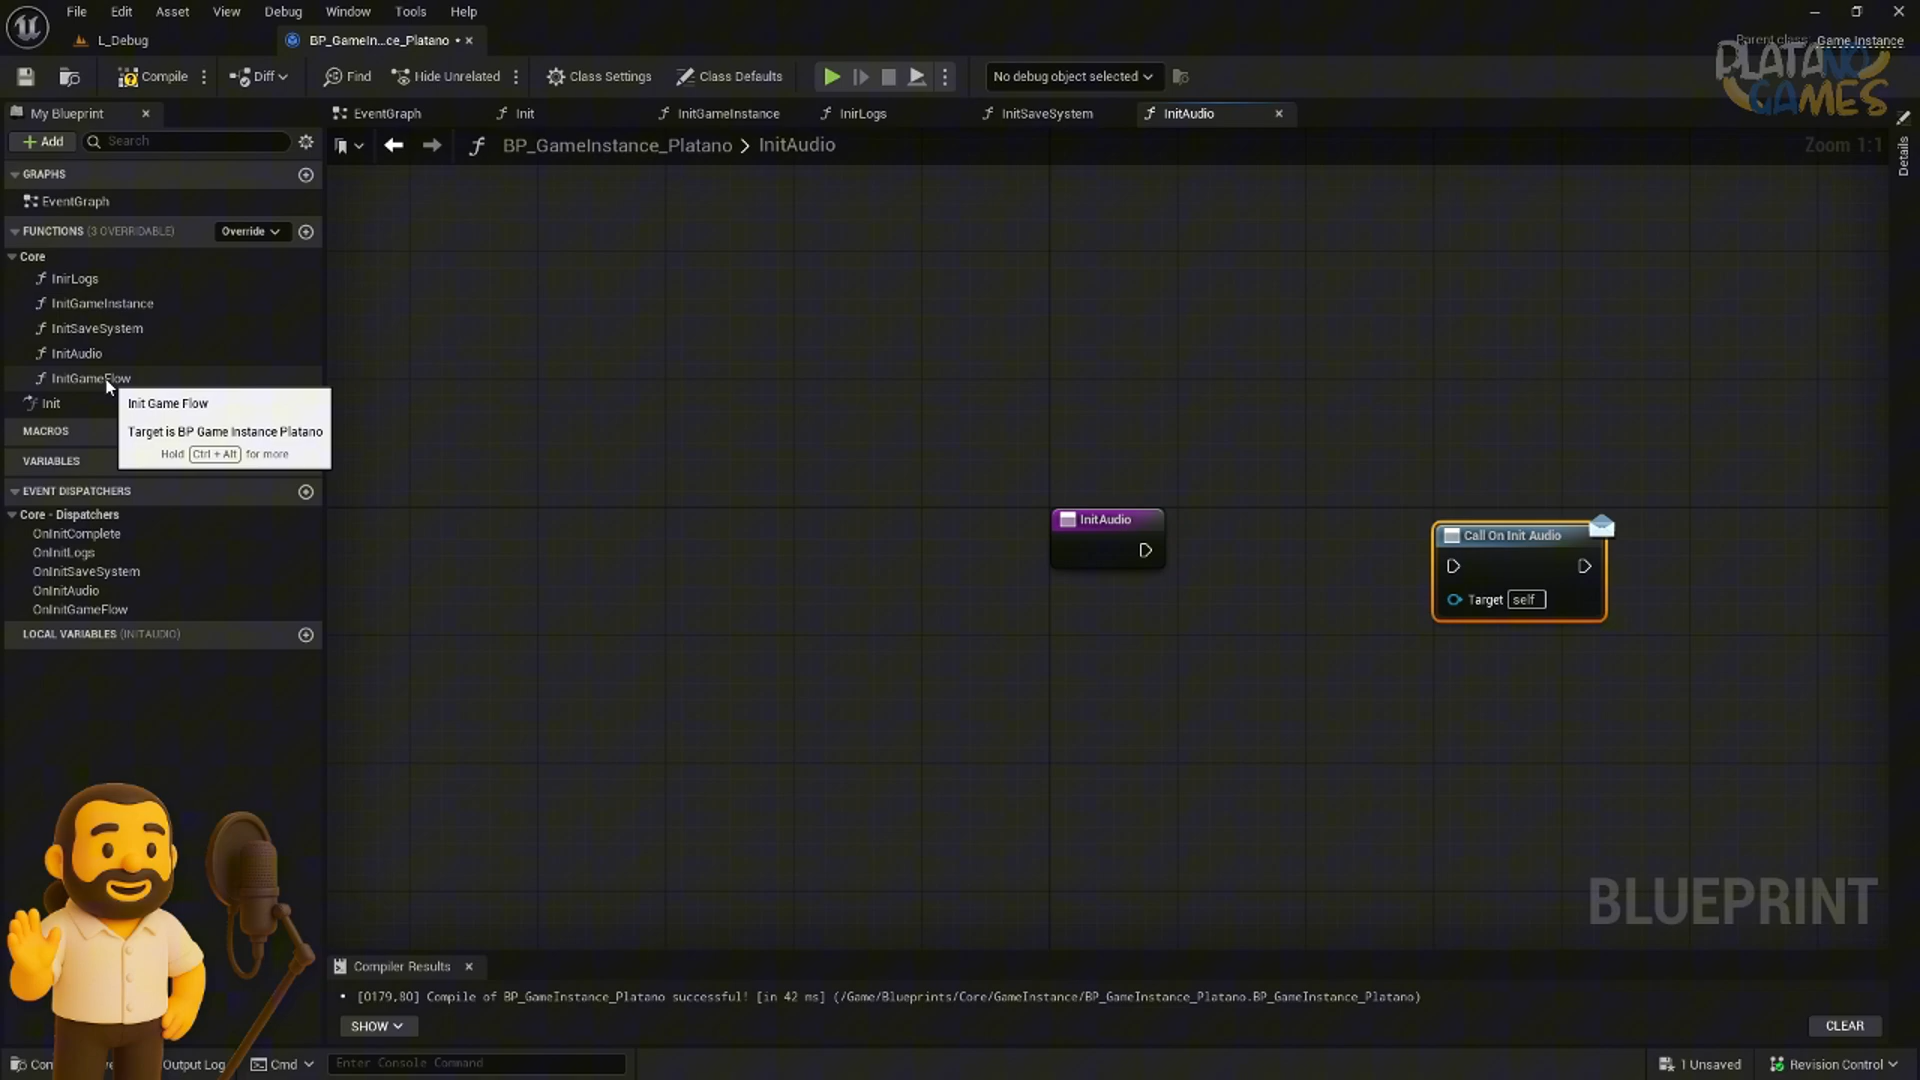 File Edit Asset View Debug Window Tools Help
L_Debug
BP_GameIn...ce_Platano •
Parent class: Game Instance
PLATANO GAMES
Compile
Diff
Find
Hide Unrelated
Class Settings
Class Defaults
No debug object selected
My Blueprint
EventGraph
Init
InitGameInstance
InirLogs
InitSaveSystem
InitAudio
+ Add
Search
BP_GameInstance_Platano > InitAudio
Zoom 1:1
Details
GRAPHS
EventGraph
FUNCTIONS (3 OVERRIDABLE)
Override
Core
InirLogs
InitGameInstance
InitSaveSystem
InitAudio
InitGameFlow
Init
Init Game Flow
Target is BP Game Instance Platano
Hold Ctrl + Alt for more
MACROS
VARIABLES
EVENT DISPATCHERS
Core - Dispatchers
OnInitComplete
OnInitLogs
OnInitSaveSystem
OnInitAudio
OnInitGameFlow
LOCAL VARIABLES (INITAUDIO)
InitAudio
Call On Init Audio
Target self
BLUEPRINT
Compiler Results
• [0179,80] Compile of BP_GameInstance_Platano successful! [in 42 ms] (/Game/Blueprints/Core/GameInstance/BP_GameInstance_Platano.BP_GameInstance_Platano)
SHOW
CLEAR
Output Log
Cmd
Enter Console Command
1 Unsaved
Revision Control